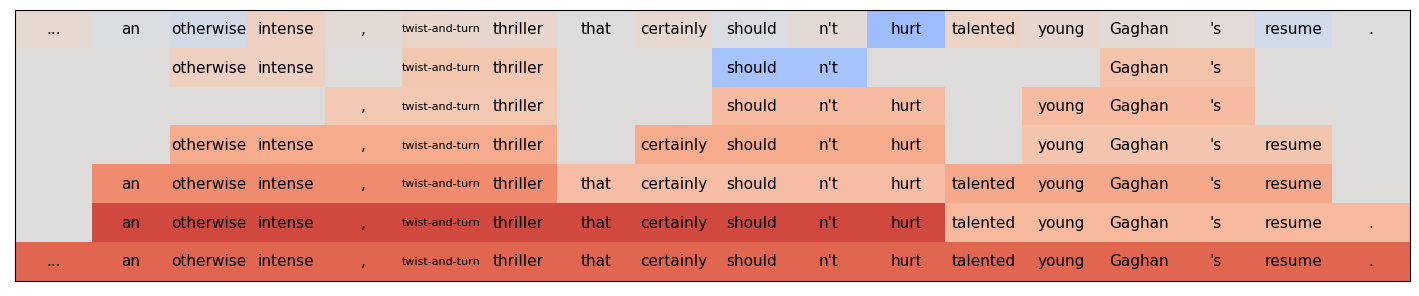 ... an otherwise intense , twist-and-turn thriller that certainly should n't hurt talented young Gaghan 's resume .
otherwise intense twist-and-turn thriller should n't Gaghan 's
, twist-and-turn thriller should n't hurt young Gaghan 's
otherwise intense , twist-and-turn thriller certainly should n't hurt young Gaghan 's resume
an otherwise intense , twist-and-turn thriller that certainly should n't hurt talented young Gaghan 's resume
an otherwise intense , twist-and-turn thriller that certainly should n't hurt talented young Gaghan 's resume .
... an otherwise intense , twist-and-turn thriller that certainly should n't hurt talented young Gaghan 's resume .